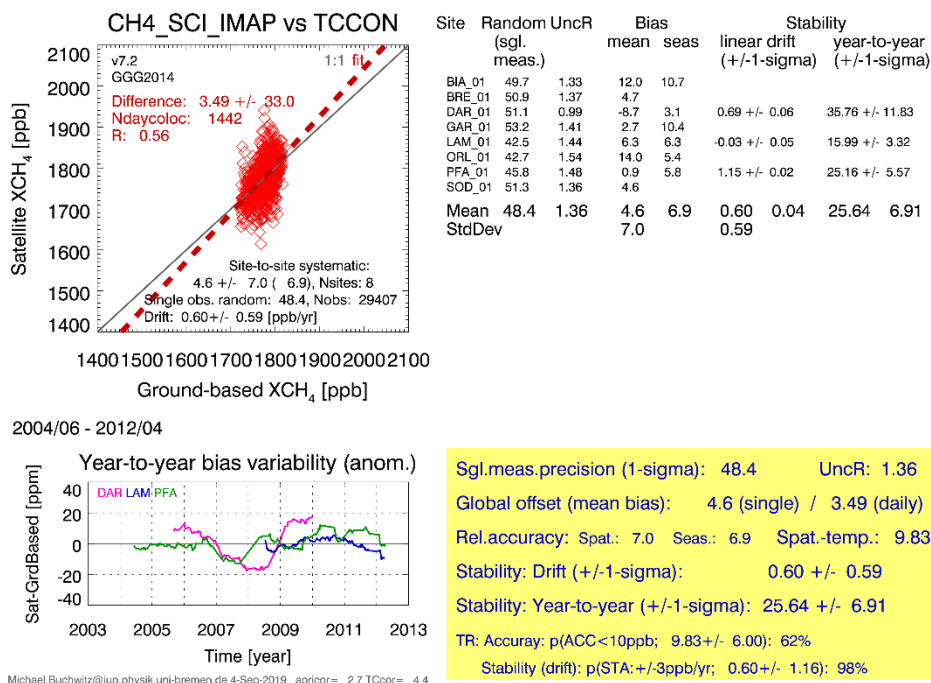 CH4_SCI_IMAP vs TCCON
2100
2000
1900
1800
1700
1600
1500
1400
Satellite XCH4 [ppb]
v7.2
GGG2014
1:1 fit
Difference: 3.49 +/- 33.0
Ndaycoloc: 1442
R: 0.56
Site-to-site systematic:
4.6 +/- 7.0 ( 6.9), Nsites: 8
Single obs. random: 48.4, Nobs: 29407
Drift: 0.60+/- 0.59 [ppb/yr]
1400 1500 1600 1700 1800 1900 2000 2100
Ground-based XCH4 [ppb]
Site Random UncR Bias Stability
(sgl. mean seas linear drift year-to-year
meas.) (+/-1-sigma) (+/-1-sigma)
BIA_01 49.7 1.33 12.0 10.7
BRE_01 50.9 1.37 4.7
DAR_01 51.1 0.99 -8.7 3.1 0.69 +/- 0.06 35.76 +/- 11.83
GAR_01 53.2 1.41 2.7 10.4
LAM_01 42.5 1.44 6.3 6.3 -0.03 +/- 0.05 15.99 +/- 3.32
ORL_01 42.7 1.54 14.0 5.4
PFA_01 45.8 1.48 0.9 5.8 1.15 +/- 0.02 25.16 +/- 5.57
SOD_01 51.3 1.36 4.6
Mean 48.4 1.36 4.6 6.9 0.60 0.04 25.64 6.91
StdDev 7.0 0.59
2004/06 - 2012/04
Year-to-year bias variability (anom.)
Sat-GrdBased [ppm]
40
20
0
-20
-40
DAR LAM PFA
2003 2005 2007 2009 2011 2013
Time [year]
Michael.Buchwitz@iup.physik.uni-bremen.de 4-Sep-2019 apricor= 2.7 TCcor= 4.4
Sgl.meas.precision (1-sigma): 48.4 UncR: 1.36
Global offset (mean bias): 4.6 (single) / 3.49 (daily)
Rel.accuracy: Spat.: 7.0 Seas.: 6.9 Spat.-temp.: 9.83
Stability: Drift (+/-1-sigma): 0.60 +/- 0.59
Stability: Year-to-year (+/-1-sigma): 25.64 +/- 6.91
TR: Accuray: p(ACC<10ppb; 9.83+/- 6.00): 62%
Stability (drift): p(STA:+/-3ppb/yr; 0.60+/- 1.16): 98%